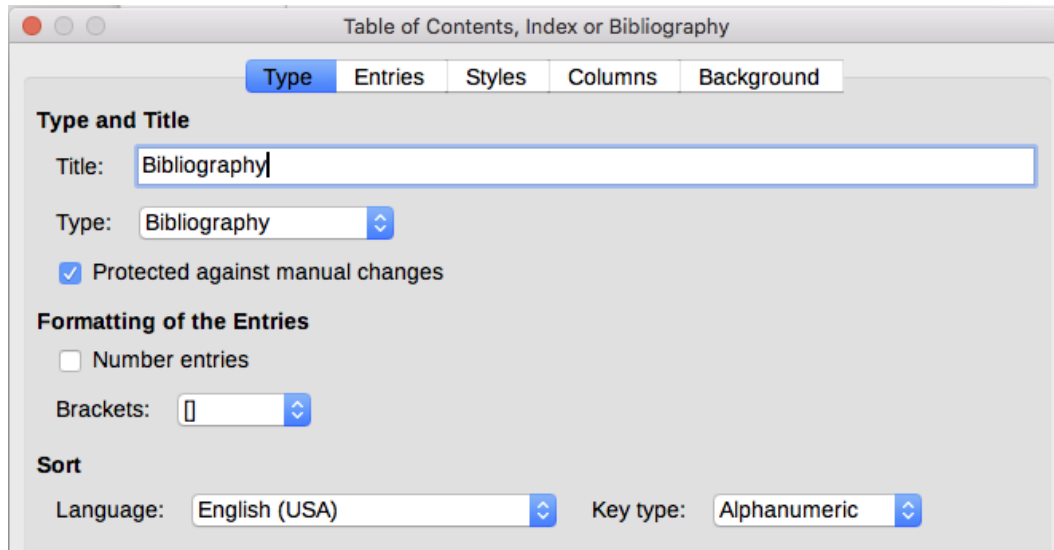 Table of Contents, Index or Bibliography
Type Entries Styles Columns Background
Type and Title
Title: Bibliography
Type: Bibliography
Protected against manual changes
Formatting of the Entries
Number entries
Brackets: []
Sort
Language: English (USA) Key type: Alphanumeric